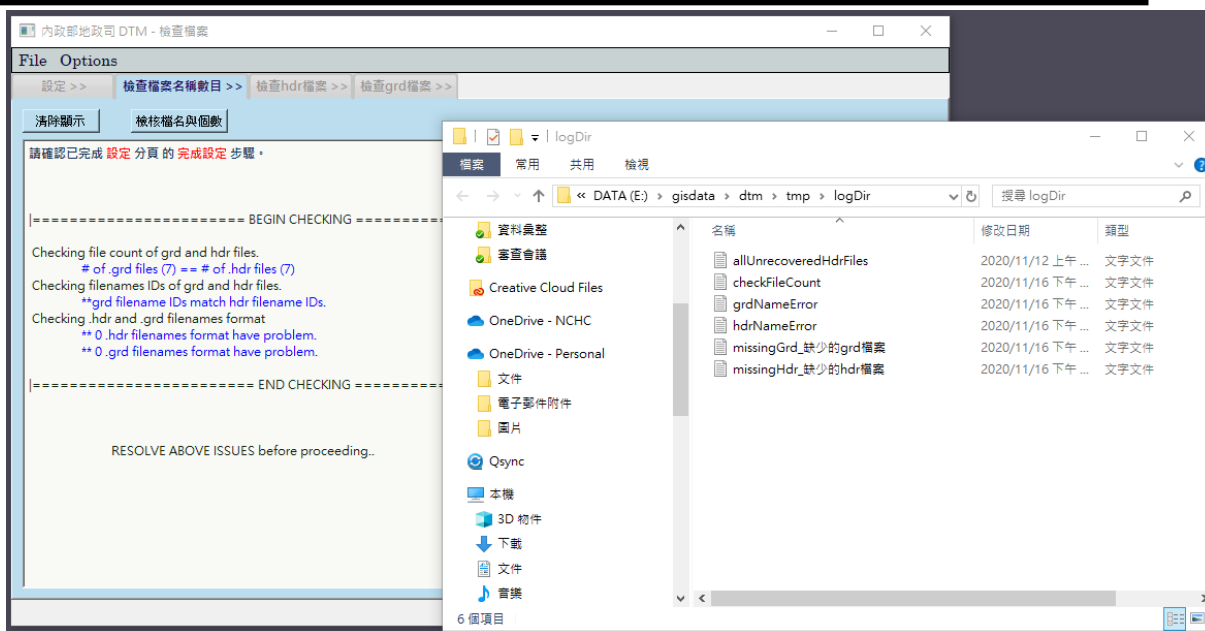 內政部地政司 DTM - 檢查檔案
File Options
設定 >> 檢查檔案名稱數目 >> 檢查hdr檔案 >> 檢查grd檔案 >>
清除顯示 檢核檔名與個數
請確認已完成 設定 分頁 的 完成設定 步驟。
|======================= BEGIN CHECKING =========
Checking file count of grd and hdr files.
# of .grd files (7) == # of .hdr files (7)
Checking filenames IDs of grd and hdr files.
**grd filename IDs match hdr filename IDs.
Checking .hdr and .grd filenames format
** 0 .hdr filenames format have problem.
** 0 .grd filenames format have problem.
|======================== END CHECKING =========
RESOLVE ABOVE ISSUES before proceeding..
logDir
檔案 常用 共用 檢視
« DATA (E:) > gisdata > dtm > tmp > logDir
搜尋 logDir
資料彙整
審查會議
Creative Cloud Files
OneDrive - NCHC
OneDrive - Personal
文件
電子郵件附件
圖片
Qsync
本機
3D 物件
下載
文件
音樂
名稱 修改日期 類型
allUnrecoveredHdrFiles 2020/11/12 上午 ... 文字文件
checkFileCount 2020/11/16 下午 ... 文字文件
grdNameError 2020/11/16 下午 ... 文字文件
hdrNameError 2020/11/16 下午 ... 文字文件
missingGrd_缺少的grd檔案 2020/11/16 下午 ... 文字文件
missingHdr_缺少的hdr檔案 2020/11/16 下午 ... 文字文件
6 個項目